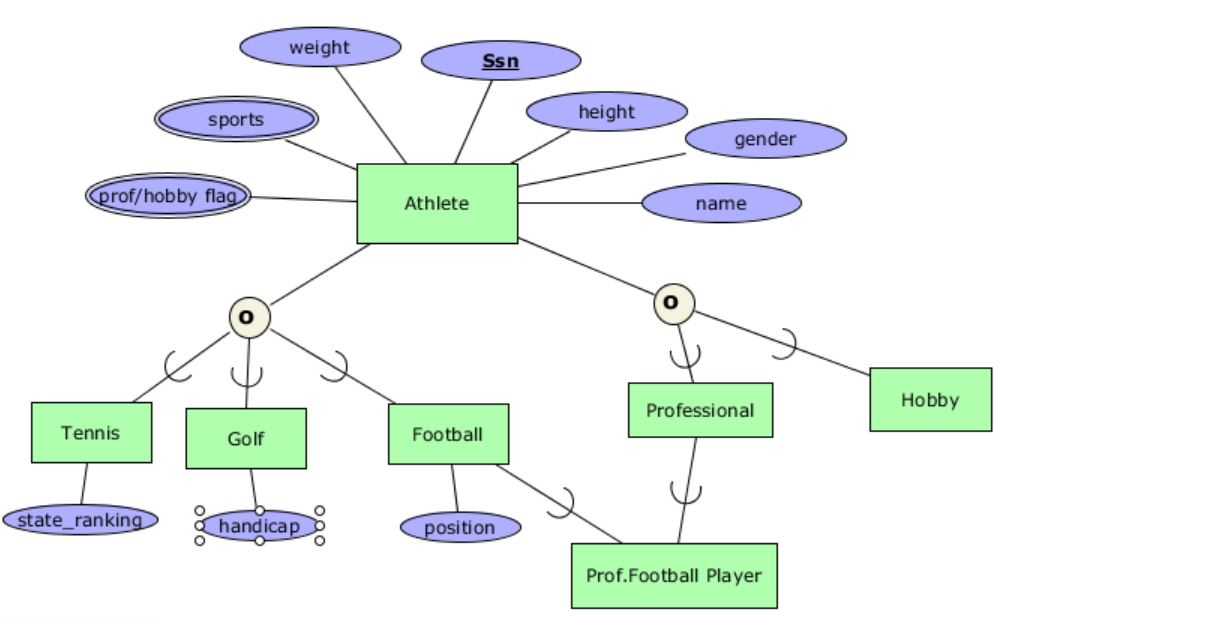 weight
Ssn
height
sports
gender
prof/hobby flag
Athlete
name
O
O
Professional
Hobby
Tennis
Golf
Football
state_ranking
handicap
position
Prof.Football Player